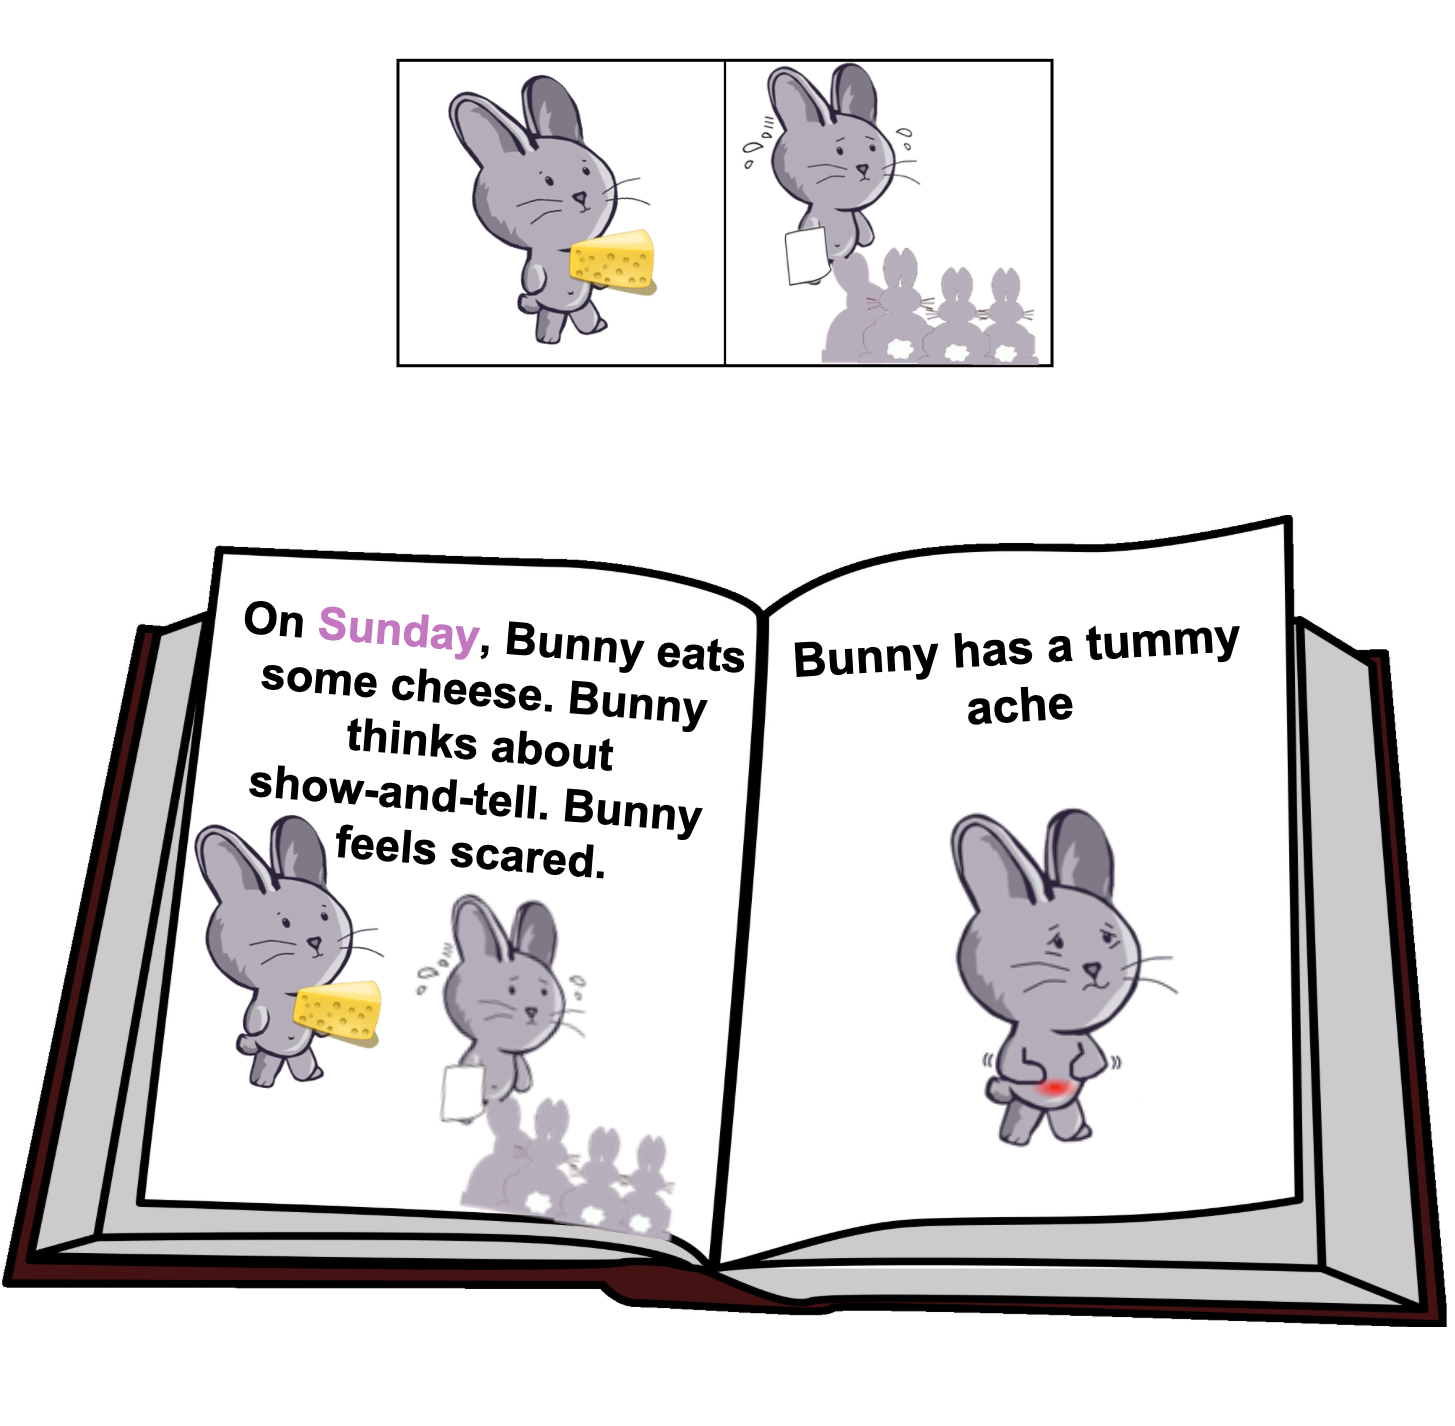 On Sunday, Bunny eats
some cheese. Bunny
thinks about
show-and-tell. Bunny
feels scared.
Bunny has a tummy
ache